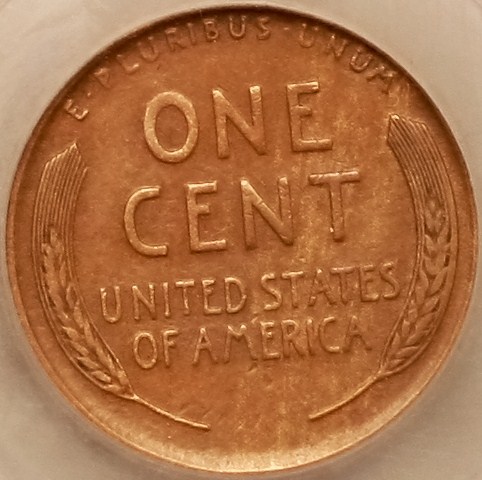 E · PLURIBUS · UNUM
ONE
CENT
UNITED STATES
OF AMERICA